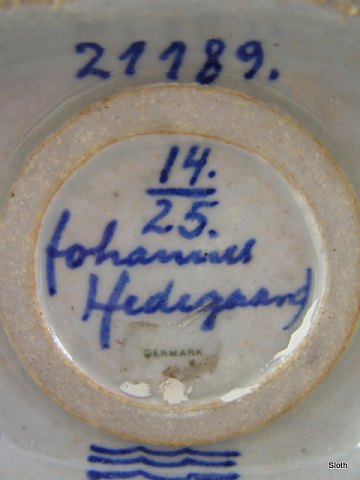 21189.
14.
25.
Johannes
Hedegaard
DENMARK
Sloth